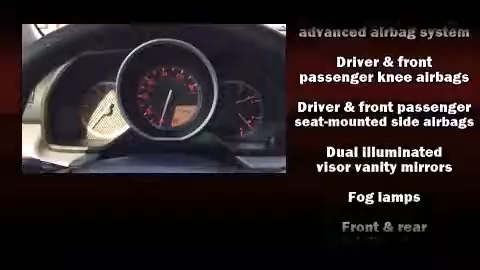 advanced airbag system
Driver & front
passenger knee airbags
Driver & front passenger
seat-mounted side airbags
Dual illuminated
visor vanity mirrors
Fog lamps
Front & rear